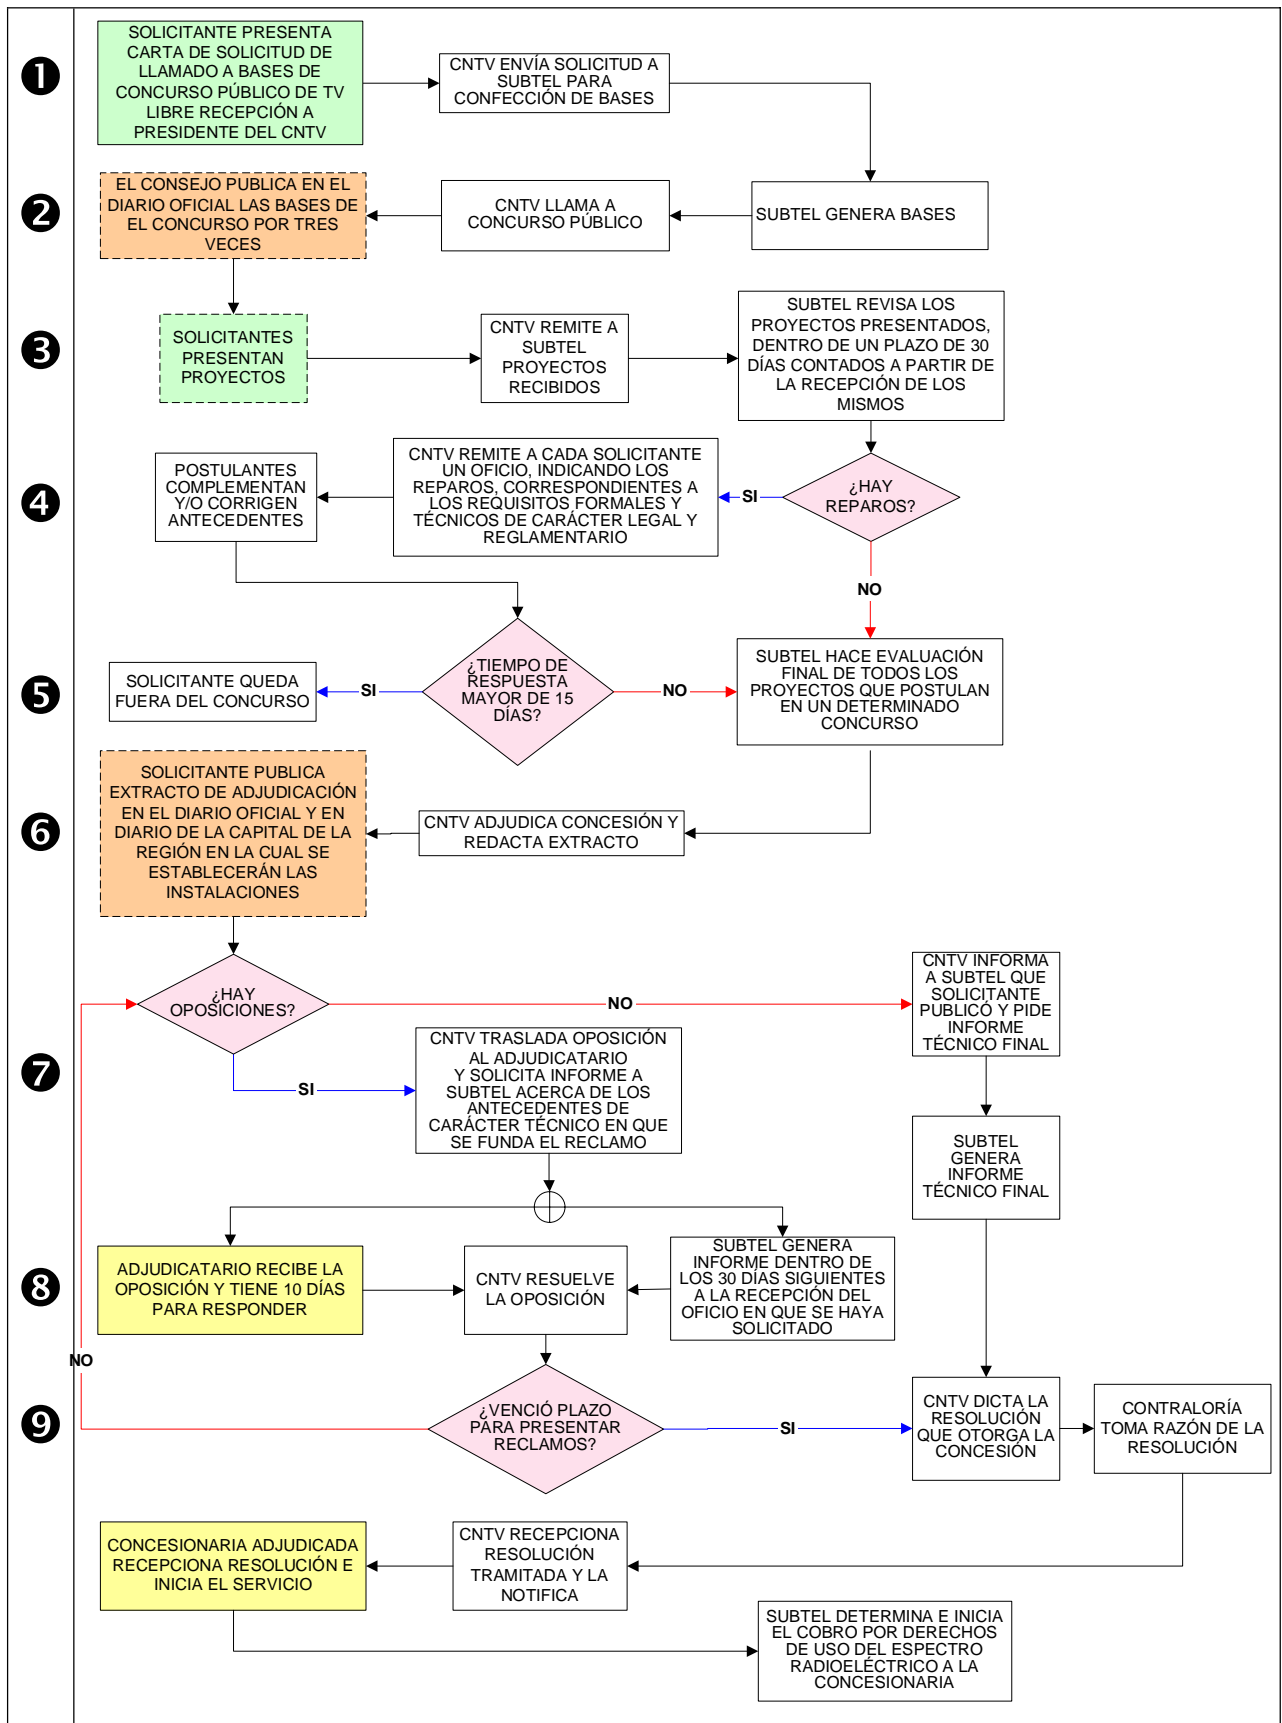 ❶
SOLICITANTE PRESENTA
CARTA DE SOLICITUD DE
LLAMADO A BASES DE
CONCURSO PÚBLICO DE TV
LIBRE RECEPCIÓN A
PRESIDENTE DEL CNTV
CNTV ENVÍA SOLICITUD A
SUBTEL PARA
CONFECCIÓN DE BASES
❷
EL CONSEJO PUBLICA EN EL
DIARIO OFICIAL LAS BASES DE
EL CONCURSO POR TRES
VECES
CNTV LLAMA A
CONCURSO PÚBLICO
SUBTEL GENERA BASES
❸
SOLICITANTES
PRESENTAN
PROYECTOS
CNTV REMITE A
SUBTEL
PROYECTOS
RECIBIDOS
SUBTEL REVISA LOS
PROYECTOS PRESENTADOS,
DENTRO DE UN PLAZO DE 30
DÍAS CONTADOS A PARTIR DE
LA RECEPCIÓN DE LOS
MISMOS
❹
POSTULANTES
COMPLEMENTAN
Y/O CORRIGEN
ANTECEDENTES
CNTV REMITE A CADA SOLICITANTE
UN OFICIO, INDICANDO LOS
REPAROS, CORRESPONDIENTES A
LOS REQUISITOS FORMALES Y
TÉCNICOS DE CARÁCTER LEGAL Y
REGLAMENTARIO
SI
¿HAY
REPAROS?
NO
❺
SOLICITANTE QUEDA
FUERA DEL CONCURSO
SI
¿TIEMPO DE
RESPUESTA
MAYOR DE 15
DÍAS?
NO
SUBTEL HACE EVALUACIÓN
FINAL DE TODOS LOS
PROYECTOS QUE POSTULAN
EN UN DETERMINADO
CONCURSO
❻
SOLICITANTE PUBLICA
EXTRACTO DE ADJUDICACIÓN
EN EL DIARIO OFICIAL Y EN
DIARIO DE LA CAPITAL DE LA
REGIÓN EN LA CUAL SE
ESTABLECERÁN LAS
INSTALACIONES
CNTV ADJUDICA CONCESIÓN Y
REDACTA EXTRACTO
¿HAY
OPOSICIONES?
NO
CNTV INFORMA
A SUBTEL QUE
SOLICITANTE
PUBLICÓ Y PIDE
INFORME
TÉCNICO FINAL
❼
SI
CNTV TRASLADA OPOSICIÓN
AL ADJUDICATARIO
Y SOLICITA INFORME A
SUBTEL ACERCA DE LOS
ANTECEDENTES DE
CARÁCTER TÉCNICO EN QUE
SE FUNDA EL RECLAMO
SUBTEL
GENERA
INFORME
TÉCNICO FINAL
❽
ADJUDICATARIO RECIBE LA
OPOSICIÓN Y TIENE 10 DÍAS
PARA RESPONDER
CNTV RESUELVE
LA OPOSICIÓN
SUBTEL GENERA
INFORME DENTRO DE
LOS 30 DÍAS SIGUIENTES
A LA RECEPCIÓN DEL
OFICIO EN QUE SE HAYA
SOLICITADO
NO
❾
¿VENCIÓ PLAZO
PARA PRESENTAR
RECLAMOS?
SI
CNTV DICTA LA
RESOLUCIÓN
QUE OTORGA LA
CONCESIÓN
CONTRALORÍA
TOMA RAZÓN DE LA
RESOLUCIÓN
CONCESIONARIA ADJUDICADA
RECEPCIONA RESOLUCIÓN E
INICIA EL SERVICIO
CNTV RECEPCIONA
RESOLUCIÓN
TRAMITADA Y LA
NOTIFICA
SUBTEL DETERMINA E INICIA
EL COBRO POR DERECHOS
DE USO DEL ESPECTRO
RADIOELÉCTRICO A LA
CONCESIONARIA